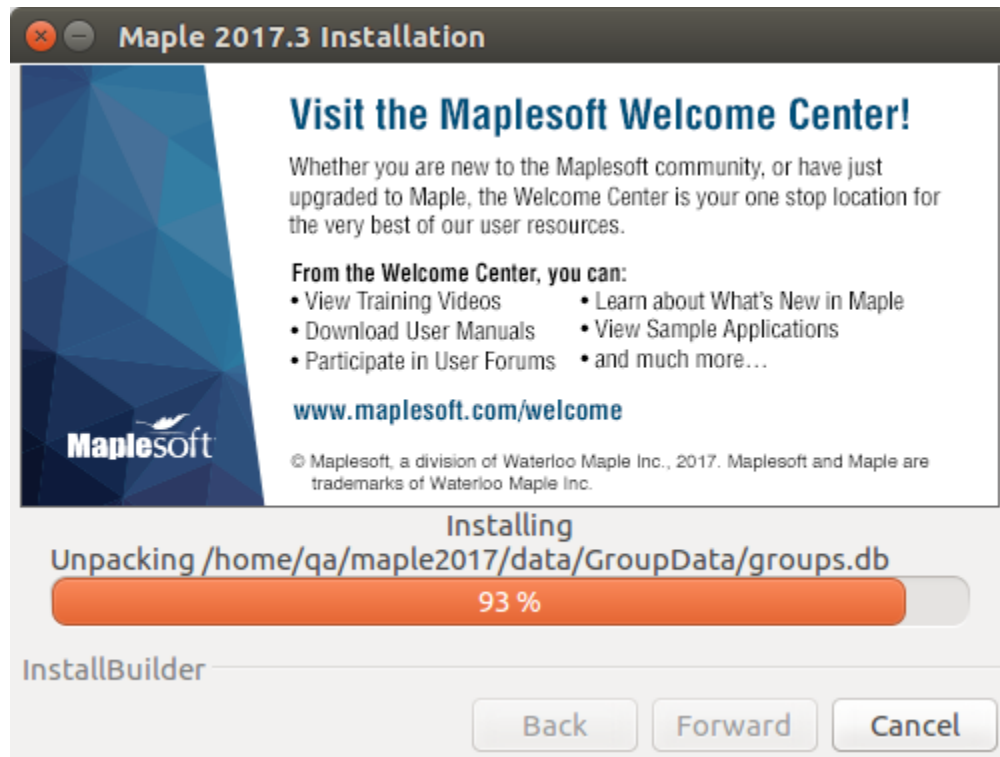 Maple 2017.3 Installation
Visit the Maplesoft Welcome Center!
Whether you are new to the Maplesoft community, or have just
upgraded to Maple, the Welcome Center is your one stop location for
the very best of our user resources.
From the Welcome Center, you can:
• View Training Videos
• Download User Manuals
• Participate in User Forums
• Learn about What's New in Maple
• View Sample Applications
• and much more...
www.maplesoft.com/welcome
Maplesoft
© Maplesoft, a division of Waterloo Maple Inc., 2017. Maplesoft and Maple are
trademarks of Waterloo Maple Inc.
Installing
Unpacking /home/qa/maple2017/data/GroupData/groups.db
93 %
InstallBuilder
Back
Forward
Cancel